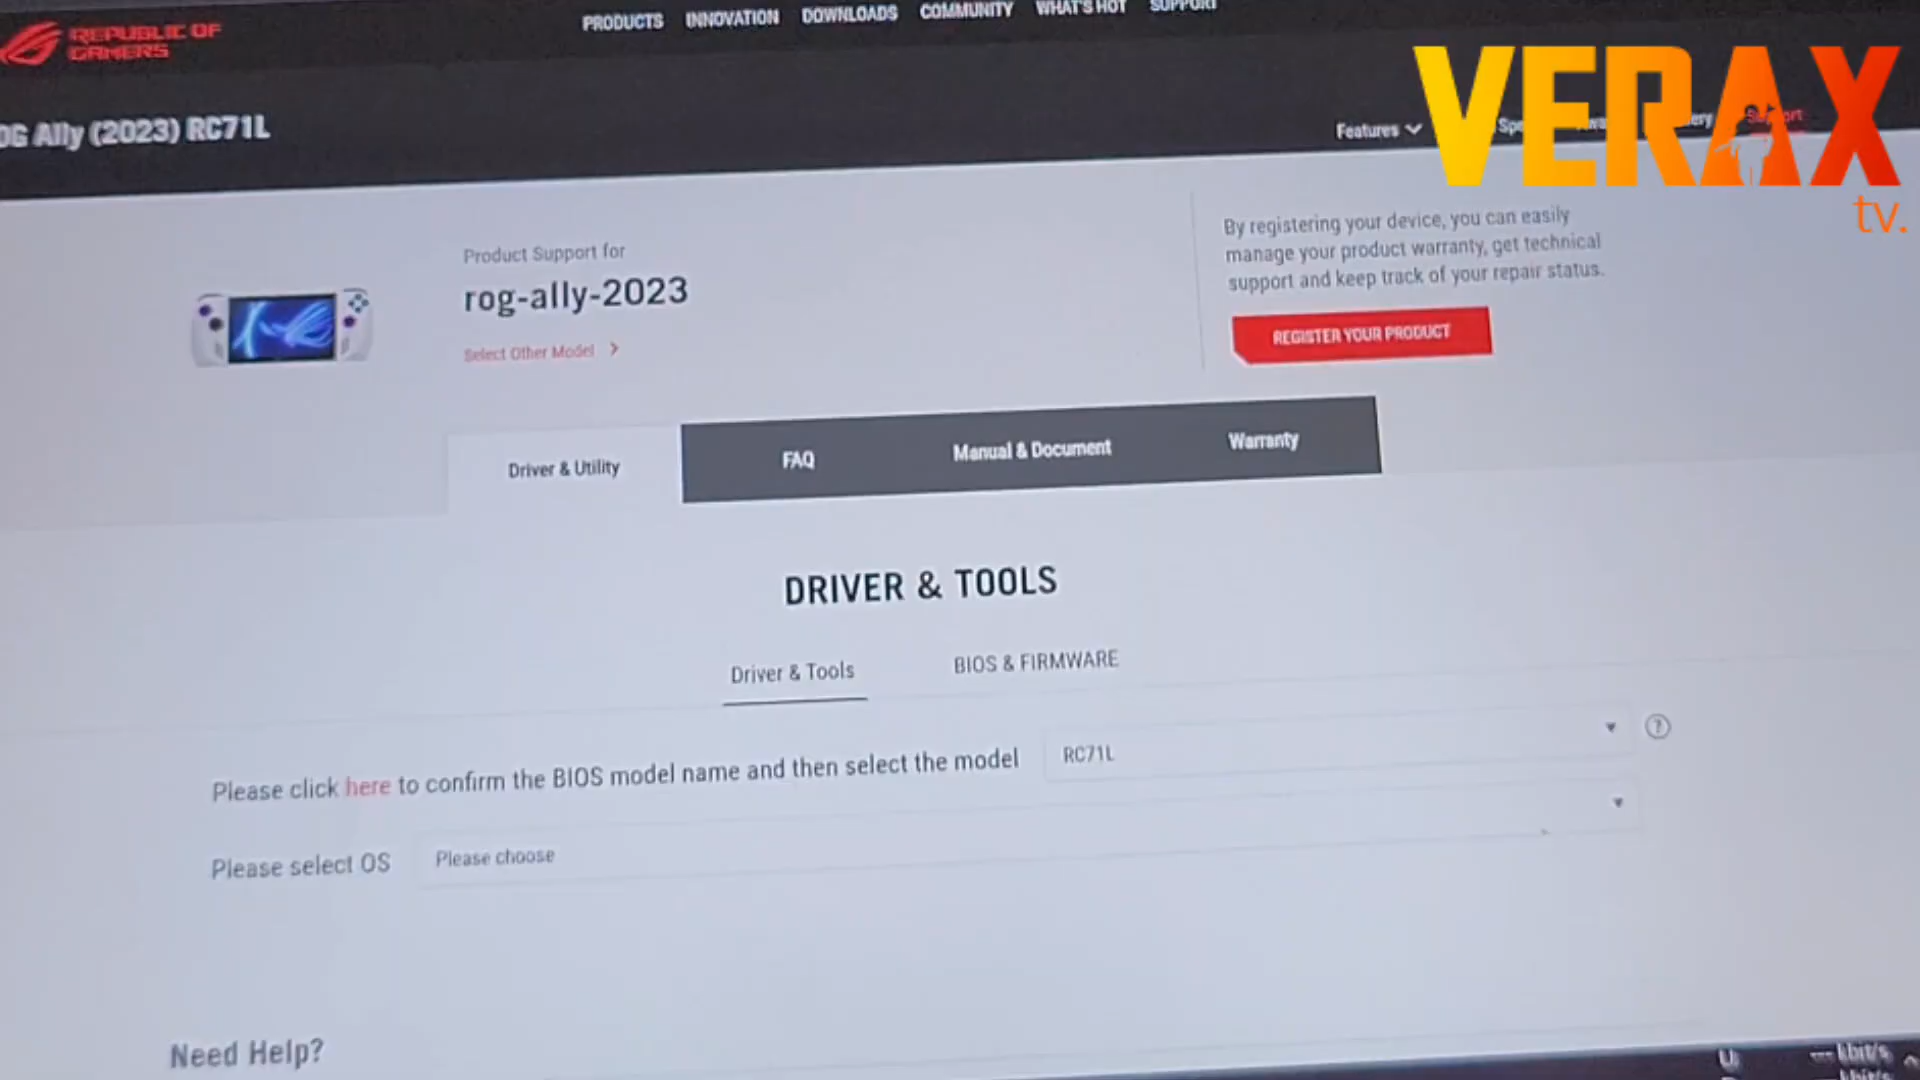 REPUBLIC OF
GAMERS
PRODUCTS INNOVATION DOWNLOADS COMMUNITY WHAT'S HOT SUPPORT
OG Ally (2023) RC71L
Features
VERAX
tv.
Product Support for
rog-ally-2023
Select Other Model >
By registering your device, you can easily
manage your product warranty, get technical
support and keep track of your repair status.
REGISTER YOUR PRODUCT
Driver & Utility
FAQ
Manual & Document
Warranty
DRIVER & TOOLS
Driver & Tools
BIOS & FIRMWARE
Please click here to confirm the BIOS model name and then select the model
RC71L
?
Please select OS
Please choose
Need Help?
kbit/s